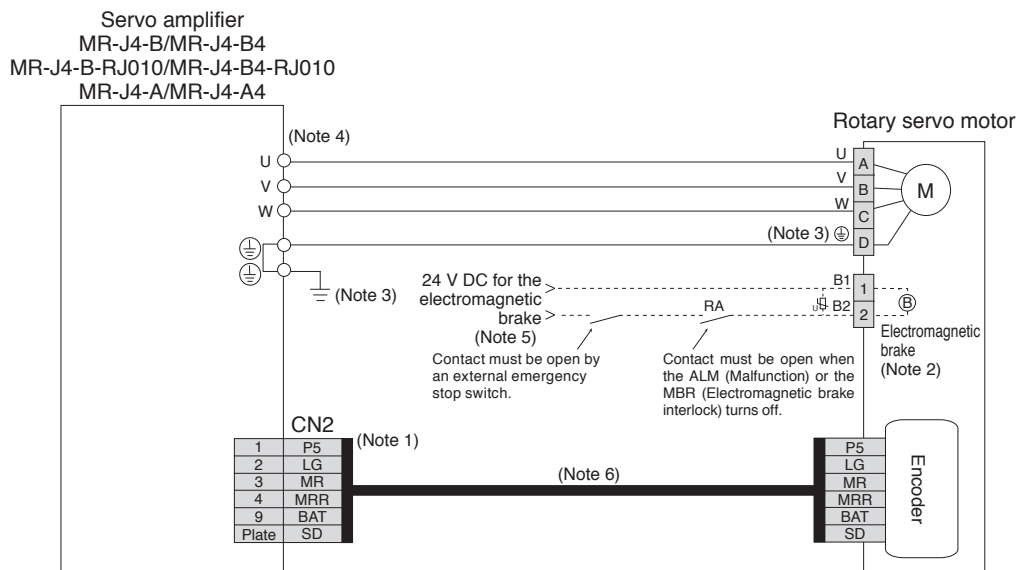 Servo amplifier
MR-J4-B/MR-J4-B4
MR-J4-B-RJ010/MR-J4-B4-RJ010
MR-J4-A/MR-J4-A4
Rotary servo motor
(Note 4)
U
V
W
U
V
W
A
B
C
D
M
(Note 3)
(Note 3)
24 V DC for the
electromagnetic
brake
(Note 5)
RA
B1
B2
U
1
2
B
Electromagnetic
brake
(Note 2)
Contact must be open by
an external emergency
stop switch.
Contact must be open when
the ALM (Malfunction) or the
MBR (Electromagnetic brake
interlock) turns off.
CN2
(Note 1)
1 P5
2 LG
3 MR
4 MRR
9 BAT
Plate SD
(Note 6)
P5
LG
MR
MRR
BAT
SD
Encoder